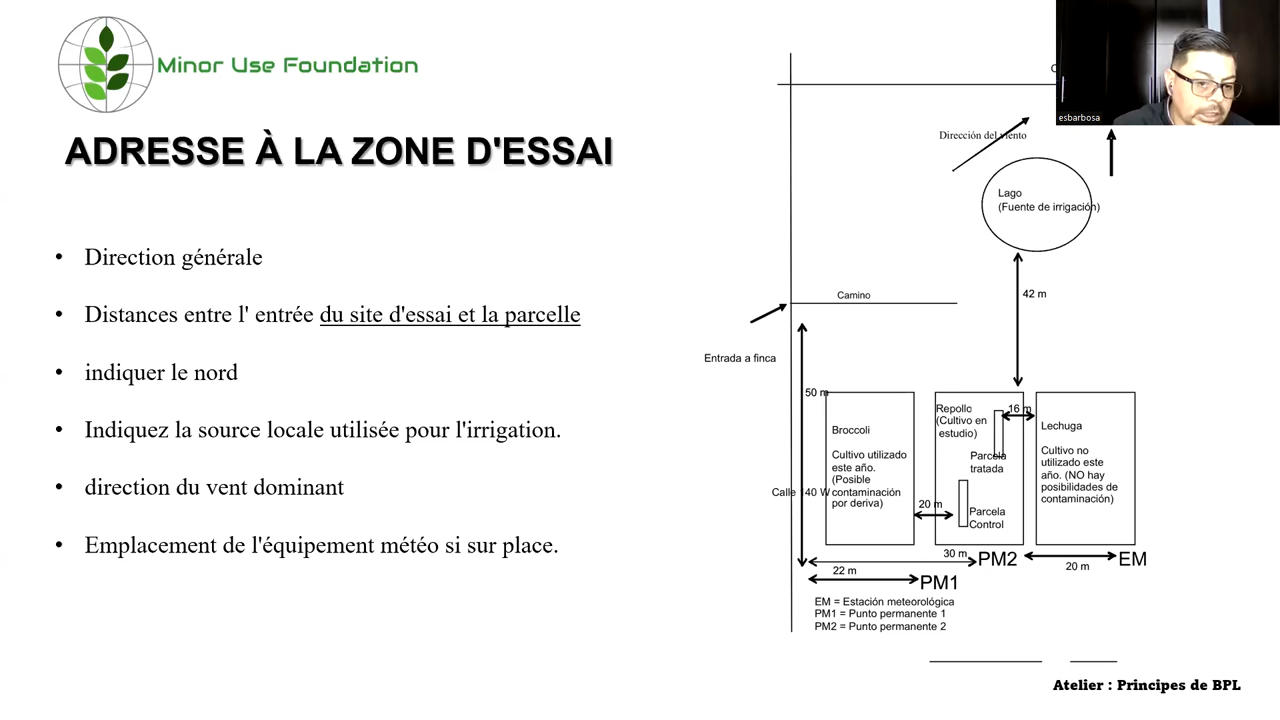 Minor Use Foundation
ADRESSE À LA ZONE D'ESSAI
• Direction générale
• Distances entre l' entrée du site d'essai et la parcelle
• indiquer le nord
• Indiquez la source locale utilisée pour l'irrigation.
• direction du vent dominant
• Emplacement de l'équipement météo si sur place.
esbarbosa
Dirección del viento
Lago
(Fuente de irrigación)
42 m
Camino
Entrada a finca
50 m
Broccoli
Cultivo utilizado
este año.
(Posible
contaminación
por deriva)
Calle 140 W
Repollo
(Cultivo en
estudio)
16 m
Parcela
tratada
20 m
Parcela
Control
Lechuga
Cultivo no
utilizado este
año. (NO hay
posibilidades de
contaminación)
30 m
PM2
20 m
EM
22 m
PM1
EM = Estación meteorológica
PM1 = Punto permanente 1
PM2 = Punto permanente 2
Atelier : Principes de BPL